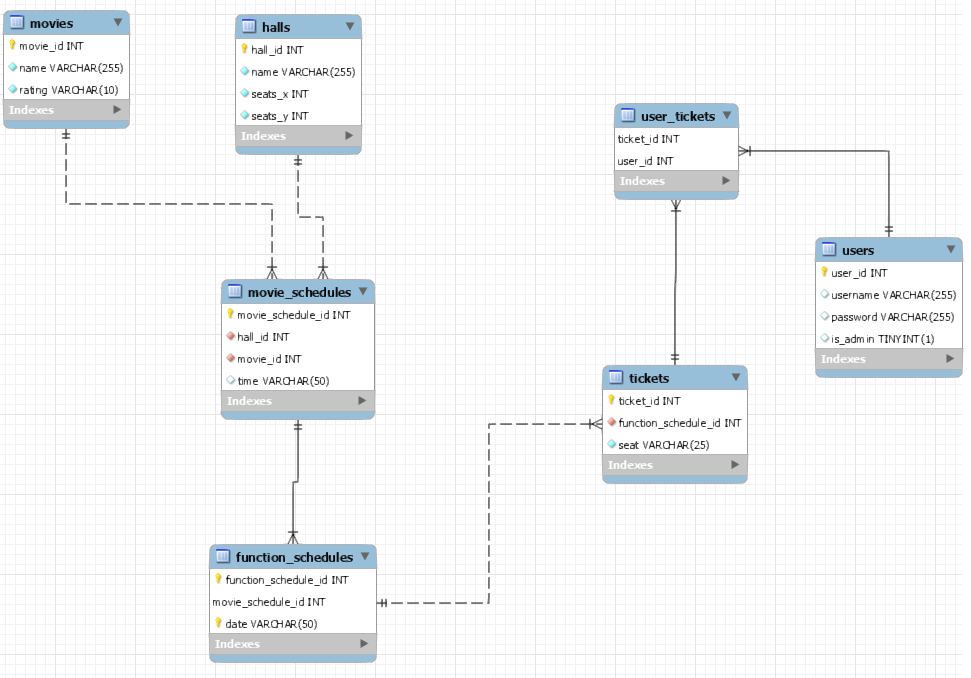 movies
movie_id INT
name VARCHAR(255)
rating VARCHAR(10)
Indexes
halls
hall_id INT
name VARCHAR(255)
seats_x INT
seats_y INT
Indexes
user_tickets
ticket_id INT
user_id INT
Indexes
users
user_id INT
username VARCHAR(255)
password VARCHAR(255)
is_admin TINYINT(1)
Indexes
movie_schedules
movie_schedule_id INT
hall_id INT
movie_id INT
time VARCHAR(50)
Indexes
tickets
ticket_id INT
function_schedule_id INT
seat VARCHAR(25)
Indexes
function_schedules
function_schedule_id INT
movie_schedule_id INT
date VARCHAR(50)
Indexes